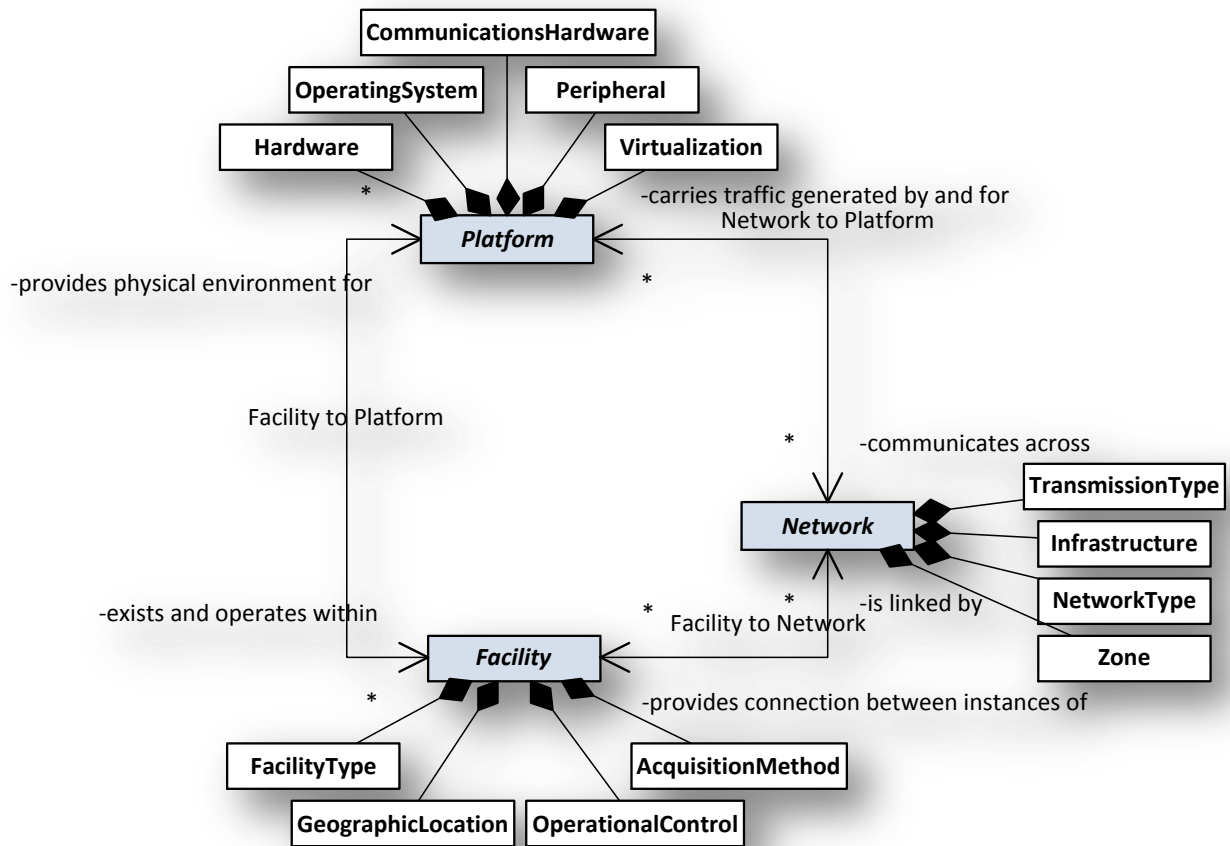 CommunicationsHardware
OperatingSystem
Peripheral
Hardware
Virtualization
*
-carries traffic generated by and for
Network to Platform
Platform
-provides physical environment for
*
Facility to Platform
*
-communicates across
TransmissionType
Network
Infrastructure
NetworkType
-exists and operates within
*
*
-is linked by
Facility to Network
Zone
Facility
*
-provides connection between instances of
FacilityType
AcquisitionMethod
GeographicLocation
OperationalControl